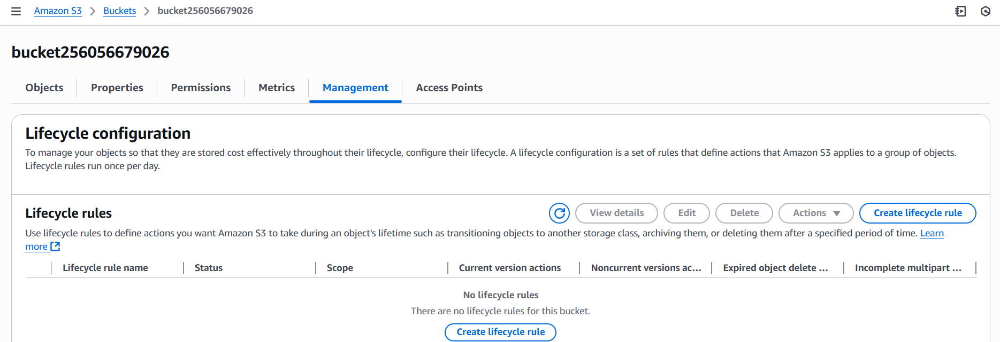 Amazon S3 > Buckets > bucket256056679026
bucket256056679026
Objects Properties Permissions Metrics Management Access Points
Lifecycle configuration
To manage your objects so that they are stored cost effectively throughout their lifecycle, configure their lifecycle. A lifecycle configuration is a set of rules that define actions that Amazon S3 applies to a group of objects.
Lifecycle rules run once per day.
Lifecycle rules View details Edit Delete Actions Create lifecycle rule
Use lifecycle rules to define actions you want Amazon S3 to take during an object's lifetime such as transitioning objects to another storage class, archiving them, or deleting them after a specified period of time. Learn
more
Lifecycle rule name Status Scope Current version actions Noncurrent versions ac... Expired object delete ... Incomplete multipart ...
No lifecycle rules
There are no lifecycle rules for this bucket.
Create lifecycle rule